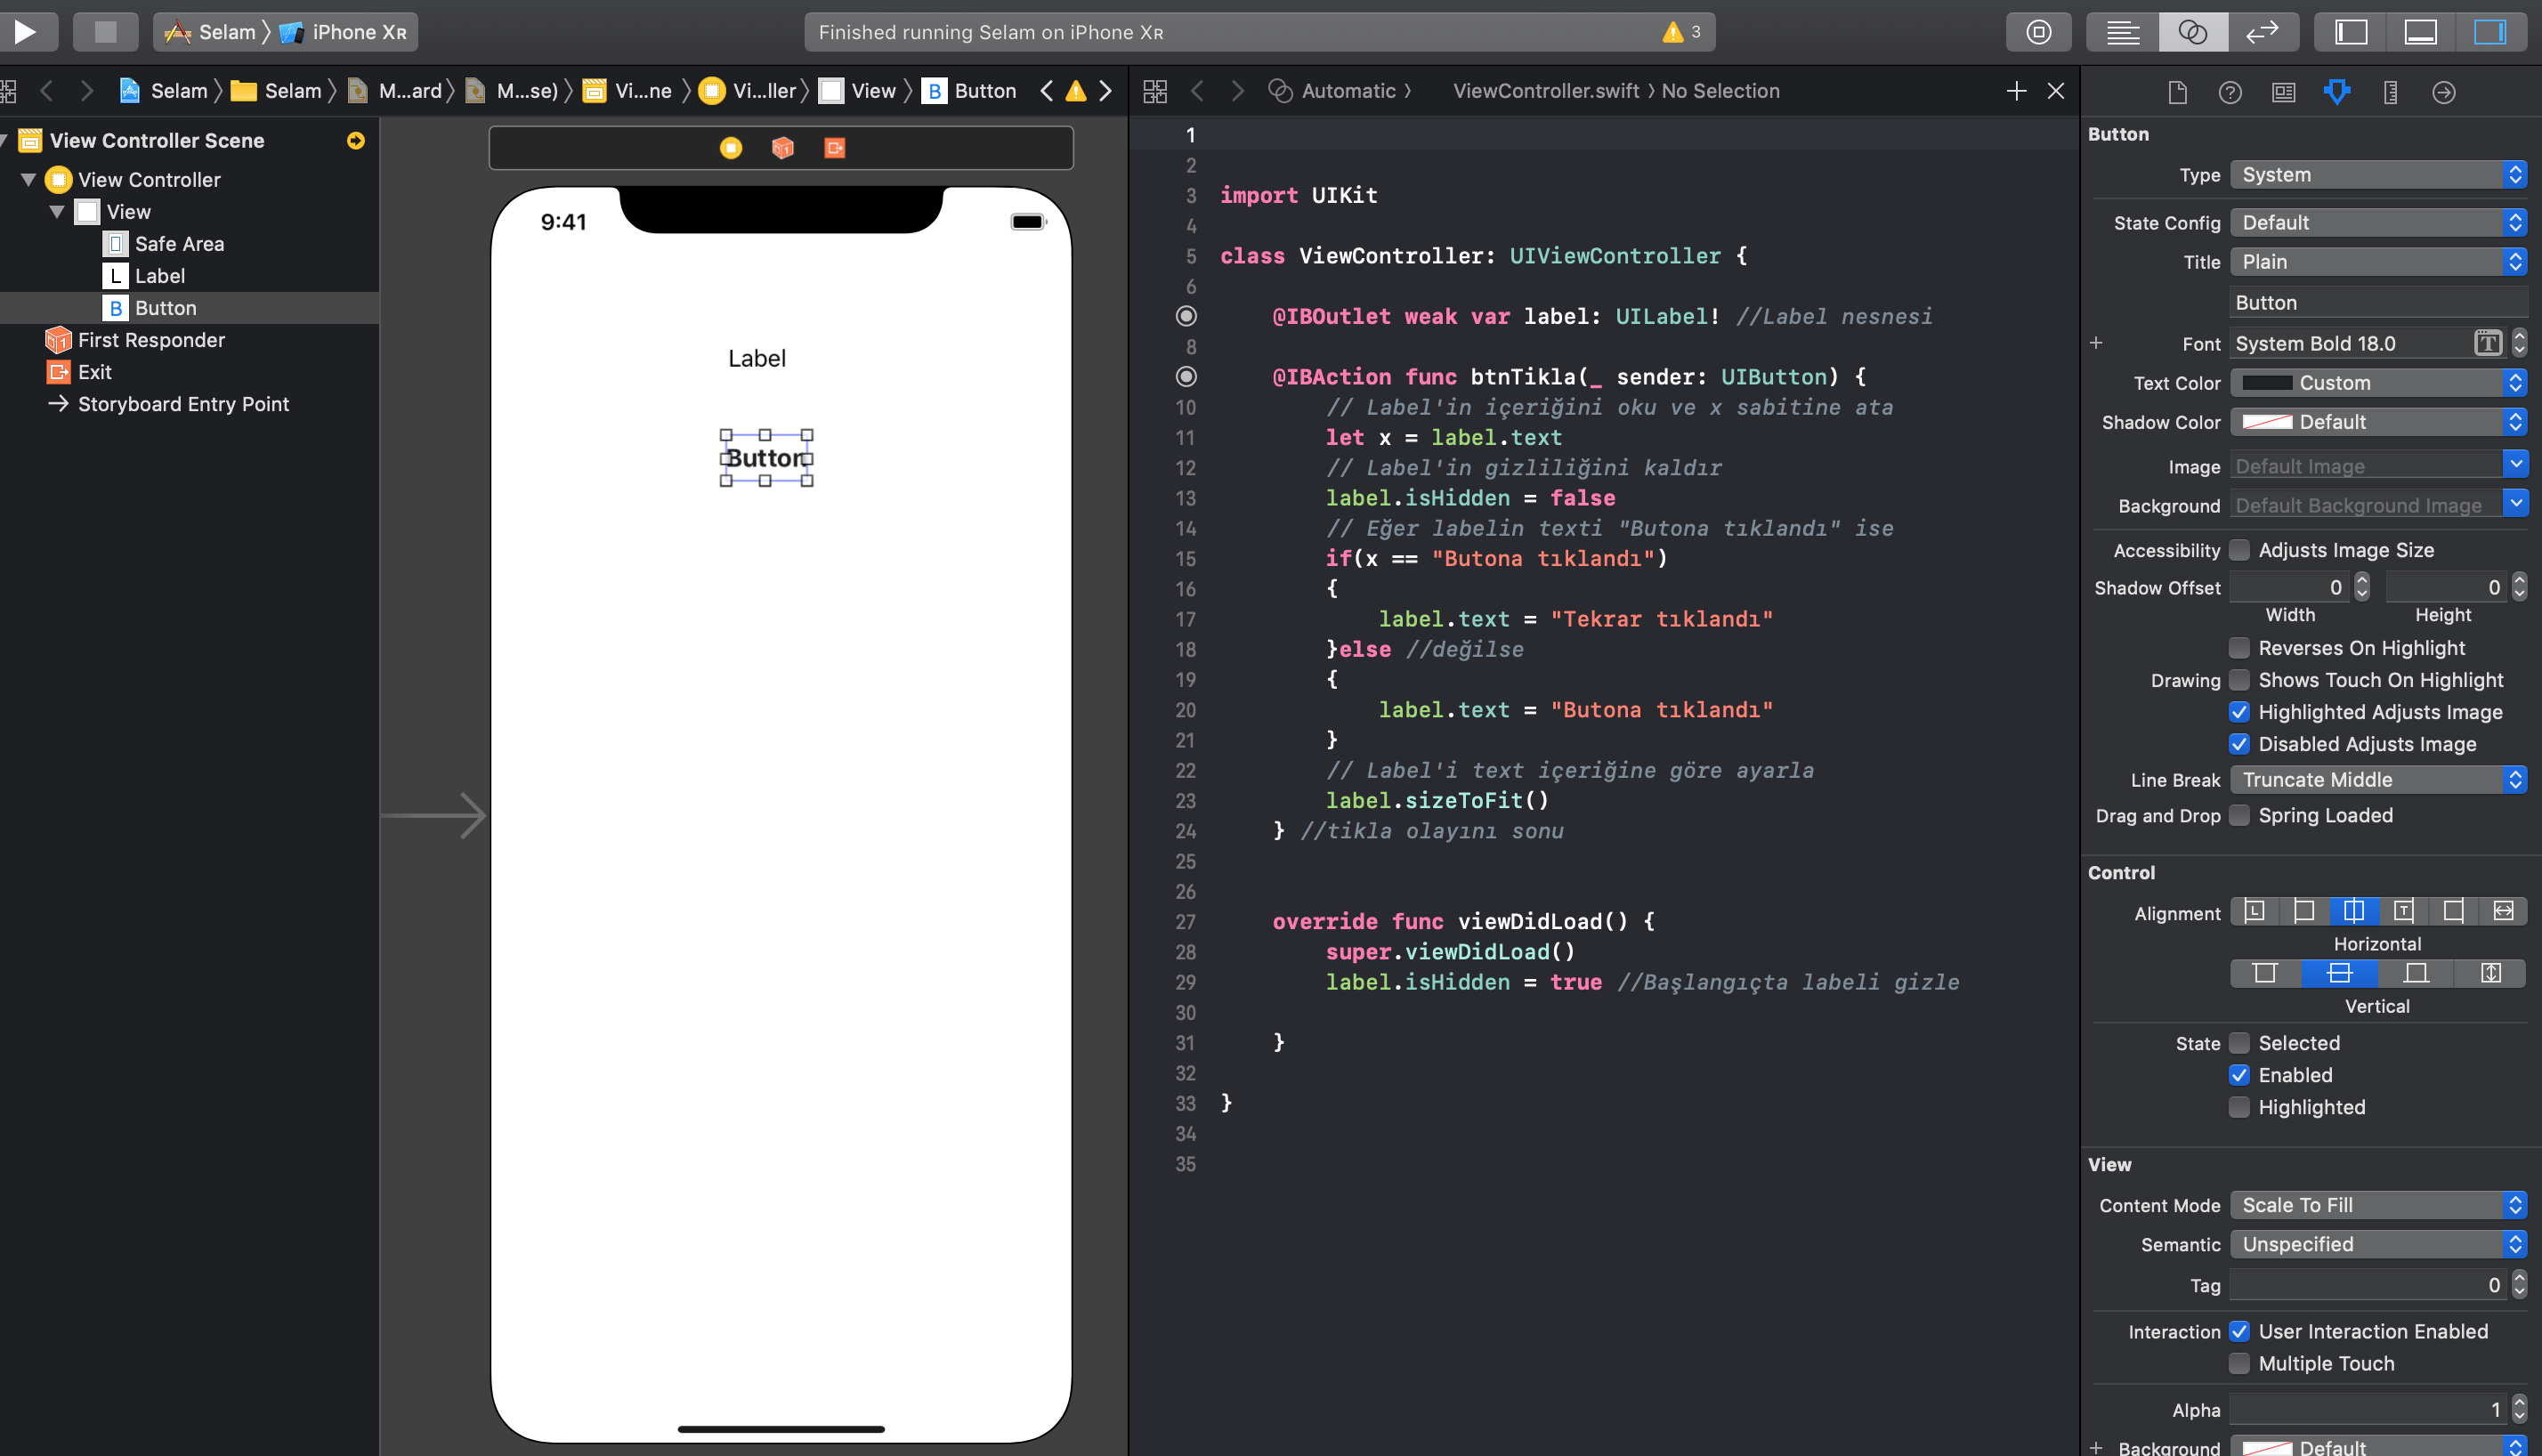 Selam 〉 iPhone XR
Finished running Selam on iPhone XR
3
Selam 〉 Selam 〉 M...ard 〉 M...se) 〉 Vi...ne 〉 Vi...ller 〉 View 〉 B Button
View Controller Scene
View Controller
View
Safe Area
L Label
B Button
1 First Responder
Exit
Storyboard Entry Point
9:41
Label
Button
Automatic 〉 ViewController.swift 〉 No Selection
1
2
3 import UIKit
4
5 class ViewController: UIViewController {
6
@IBOutlet weak var label: UILabel! //Label nesnesi
8
@IBAction func btnTikla(_ sender: UIButton) {
10 // Label'in içeriğini oku ve x sabitine ata
11 let x = label.text
12 // Label'in gizliliğini kaldır
13 label.isHidden = false
14 // Eğer labelin texti "Butona tıklandı" ise
15 if(x == "Butona tıklandı")
16 {
17 label.text = "Tekrar tıklandı"
18 }else //değilse
19 {
20 label.text = "Butona tıklandı"
21 }
22 // Label'i text içeriğine göre ayarla
23 label.sizeToFit()
24 } //tikla olayını sonu
25
26
27 override func viewDidLoad() {
28 super.viewDidLoad()
29 label.isHidden = true //Başlangıçta labeli gizle
30
31 }
32
33 }
34
35
Button
Type System
State Config Default
Title Plain
Button
+ Font System Bold 18.0 T
Text Color Custom
Shadow Color Default
Image Default Image
Background Default Background Image
Accessibility Adjusts Image Size
Shadow Offset 0 0
Width Height
Reverses On Highlight
Drawing Shows Touch On Highlight
Highlighted Adjusts Image
Disabled Adjusts Image
Line Break Truncate Middle
Drag and Drop Spring Loaded
Control
Alignment L T
Horizontal
Vertical
State Selected
Enabled
Highlighted
View
Content Mode Scale To Fill
Semantic Unspecified
Tag 0
Interaction User Interaction Enabled
Multiple Touch
Alpha 1
+ Background Default